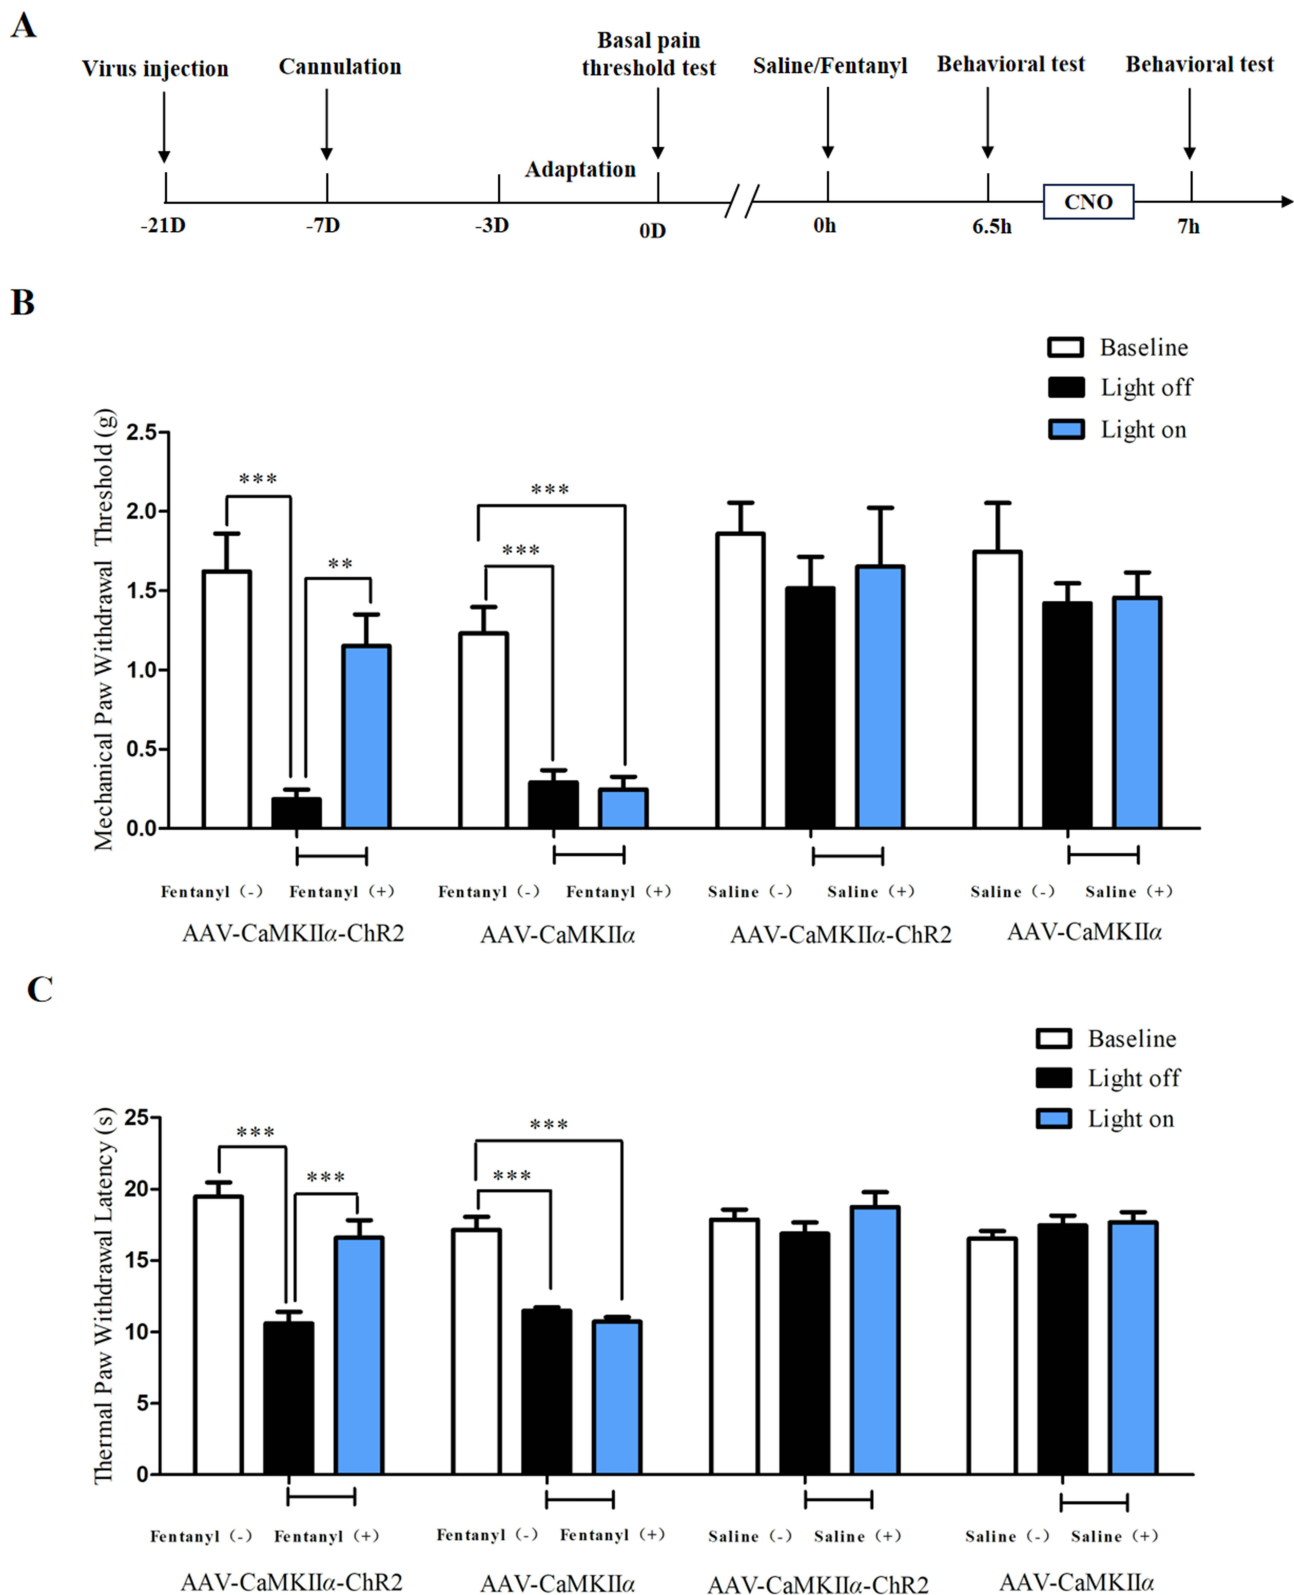 A
Virus injection
Cannulation
Basal pain
threshold test
Saline/Fentanyl
Behavioral test
Behavioral test
Adaptation
CNO
-21D
-7D
-3D
0D
0h
6.5h
7h
B
Baseline
Light off
Light on
Mechanical Paw Withdrawal Threshold (g)
2.5
2.0
1.5
1.0
0.5
0.0
***
**
***
***
Fentanyl (-) Fentanyl (+) Fentanyl (-) Fentanyl (+) Saline (-) Saline (+) Saline (-) Saline (+)
AAV-CaMKIIα-ChR2 AAV-CaMKIIα AAV-CaMKIIα-ChR2 AAV-CaMKIIα
C
Baseline
Light off
Light on
Thermal Paw Withdrawal Latency (s)
25
20
15
10
5
0
***
***
***
***
Fentanyl (-) Fentanyl (+) Fentanyl (-) Fentanyl (+) Saline (-) Saline (+) Saline (-) Saline (+)
AAV-CaMKIIα-ChR2 AAV-CaMKIIα AAV-CaMKIIα-ChR2 AAV-CaMKIIα